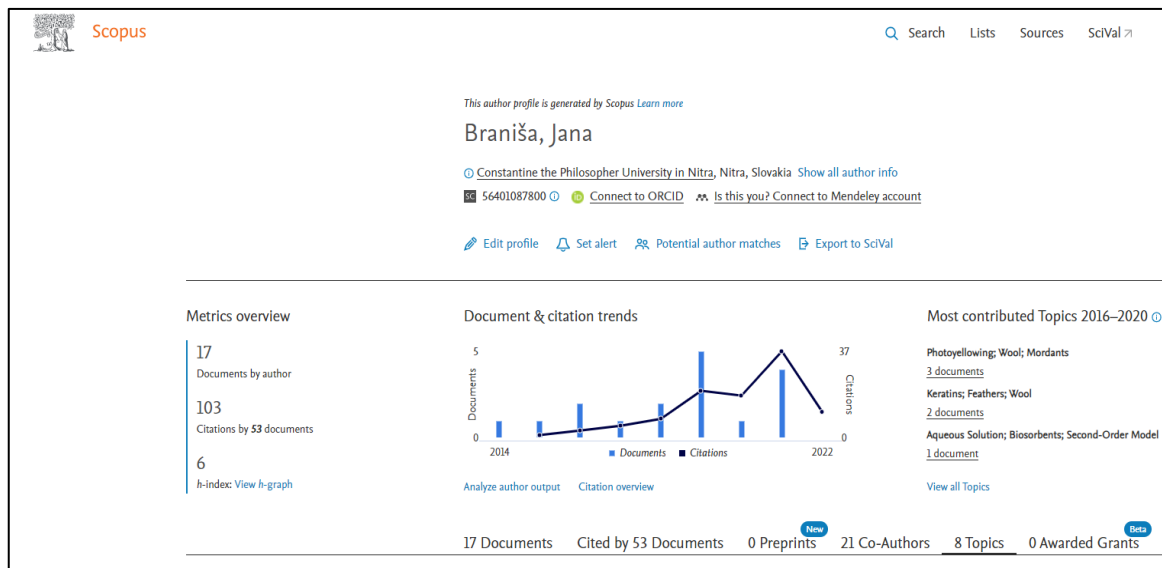 Scopus
Search Lists Sources SciVal
This author profile is generated by Scopus Learn more
Braniša, Jana
Constantine the Philosopher University in Nitra, Nitra, Slovakia Show all author info
SC 56401087800 iD Connect to ORCID Is this you? Connect to Mendeley account
Edit profile Set alert Potential author matches Export to SciVal
Metrics overview
17
Documents by author
103
Citations by 53 documents
6
h-index: View h-graph
Document & citation trends
5
Documents
0
37
Citations
0
2014
Documents Citations
2022
Analyze author output Citation overview
Most contributed Topics 2016–2020
Photoyellowing; Wool; Mordants
3 documents
Keratins; Feathers; Wool
2 documents
Aqueous Solution; Biosorbents; Second-Order Model
1 document
View all Topics
New Beta
17 Documents Cited by 53 Documents 0 Preprints 21 Co-Authors 8 Topics 0 Awarded Grants